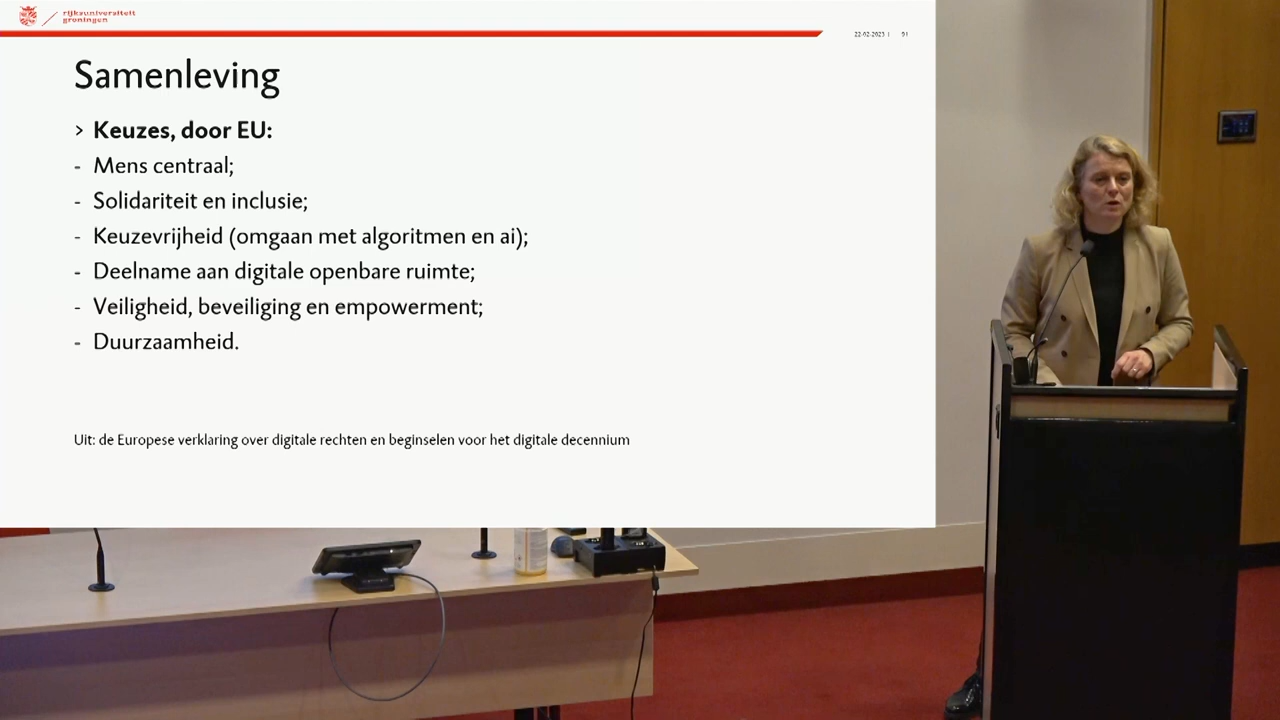 rijksuniversiteit
groningen
22-02-2023 |
Samenleving
> Keuzes, door EU:
- Mens centraal;
- Solidariteit en inclusie;
- Keuzevrijheid (omgaan met algoritmen en ai);
- Deelname aan digitale openbare ruimte;
- Veiligheid, beveiliging en empowerment;
- Duurzaamheid.
Uit: de Europese verklaring over digitale rechten en beginselen voor het digitale decennium